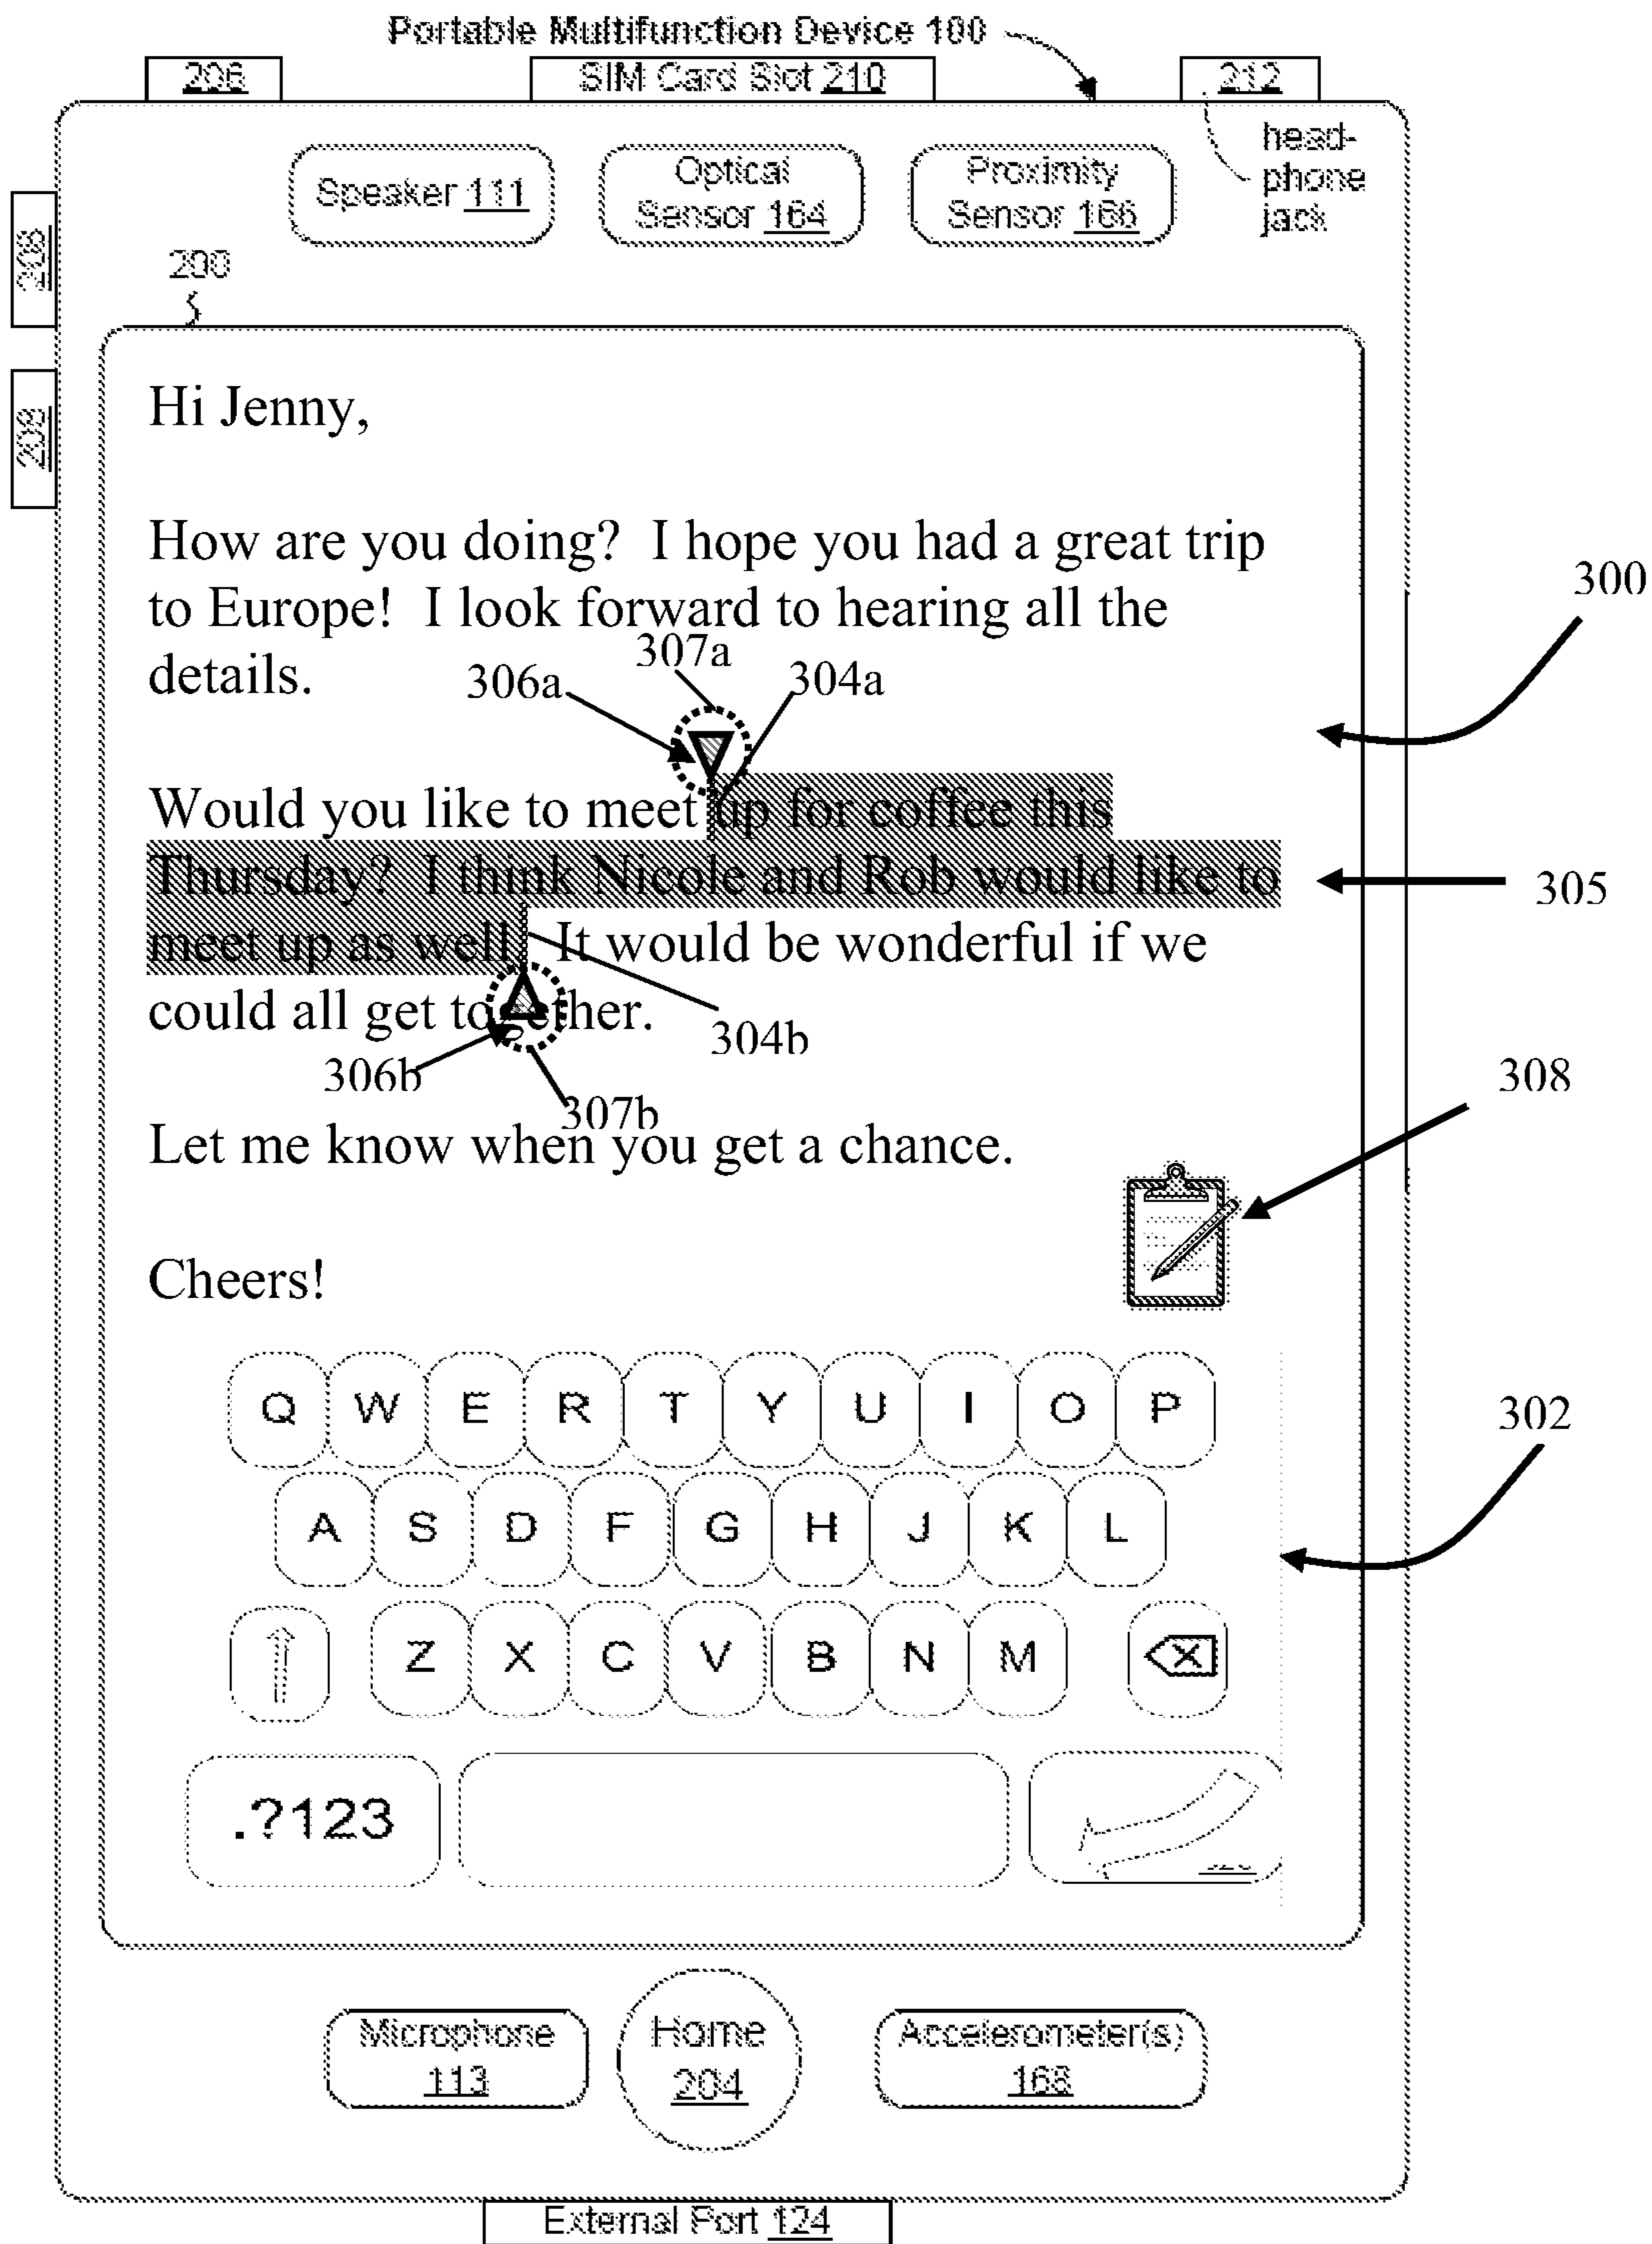 Portable Multifunction Device 100
206
SIM Card Slot 210
212
head-
phone
jack
Speaker 111
Optical
Sensor 164
Proximity
Sensor 166
208
208
200
Hi Jenny,
How are you doing? I hope you had a great trip
to Europe! I look forward to hearing all the
details.
300
307a
306a
304a
Would you like to meet up for coffee this
Thursday? I think Nicole and Rob would like to
305
meet up as well. It would be wonderful if we
could all get together.
304b
306b
307b
308
Let me know when you get a chance.
Cheers!
302
Q W E R T Y U I O P
A S D F G H J K L
Z X C V B N M
.?123
Microphone
113
Home
204
Accelerometer(s)
168
External Port 124